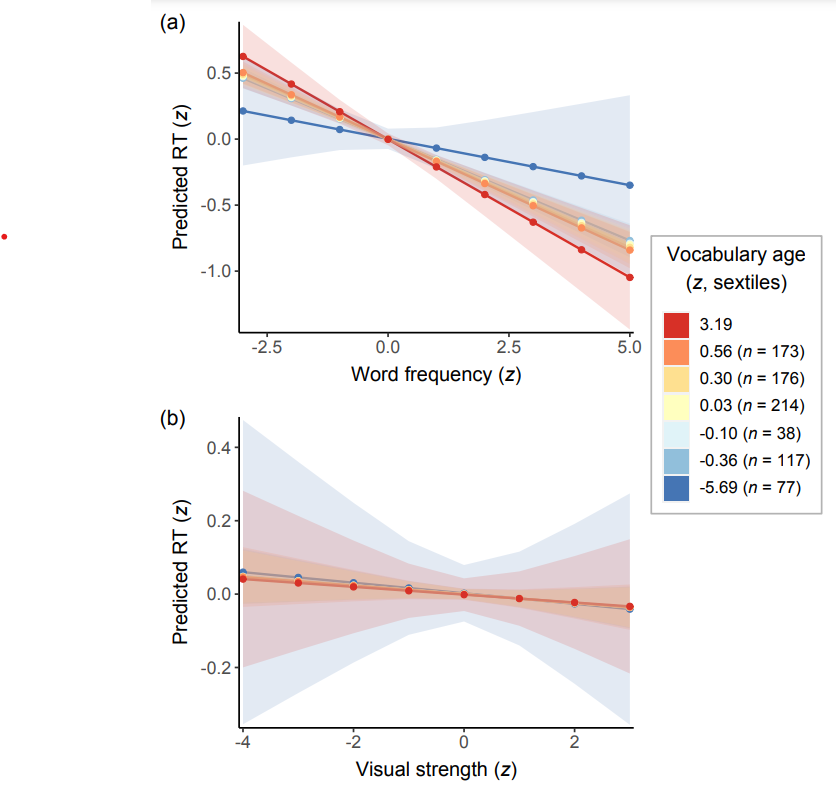 (a)
0.5
0.0
-0.5
-1.0
Predicted RT (z)
-2.5 0.0 2.5 5.0
Word frequency (z)
(b)
0.4
0.2
0.0
-0.2
Predicted RT (z)
-4 -2 0 2
Visual strength (z)
Vocabulary age
(z, sextiles)
3.19
0.56 (n = 173)
0.30 (n = 176)
0.03 (n = 214)
-0.10 (n = 38)
-0.36 (n = 117)
-5.69 (n = 77)